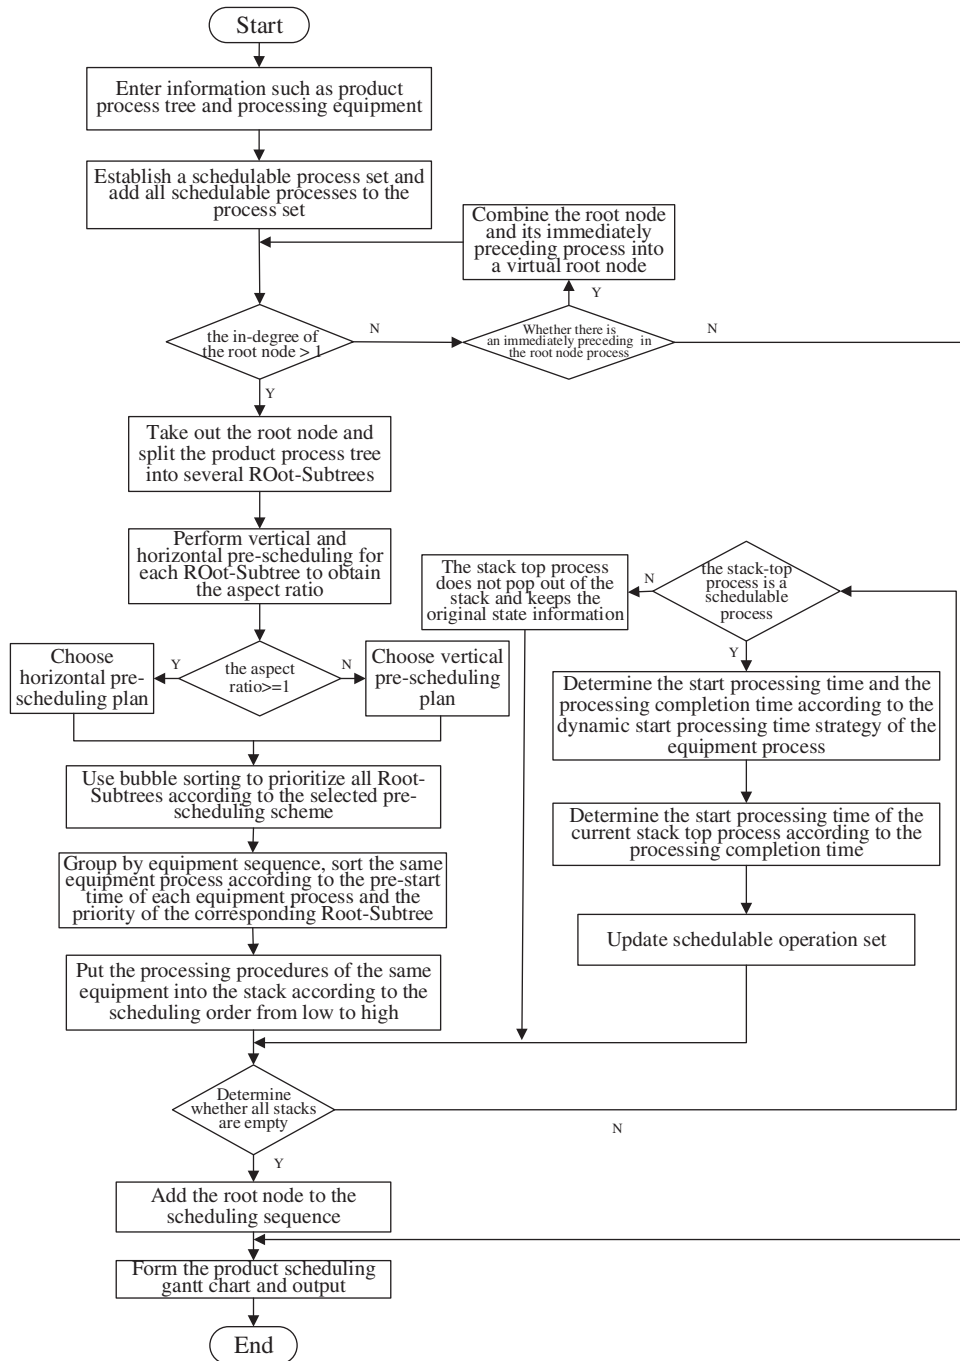 Start
Enter information such as product
process tree and processing equipment
Establish a schedulable process set and
add all schedulable processes to the
process set
Combine the root node
and its immediately
preceding process into
a virtual root node
Y
the in-degree of
the root node > 1
N
Whether there is
an immediately preceding in
the root node process
N
Y
Take out the root node and
split the product process tree
into several ROot-Subtrees
Perform vertical and
horizontal pre-scheduling for
each ROot-Subtree to obtain
the aspect ratio
The stack top process
does not pop out of the
stack and keeps the
original state information
N
the stack-top
process is a
schedulable
process
Y
Choose
horizontal pre-
scheduling plan
Y
the aspect
ratio>=1
N
Choose vertical
pre-scheduling
plan
Determine the start processing time and the
processing completion time according to the
dynamic start processing time strategy of the
equipment process
Use bubble sorting to prioritize all Root-
Subtrees according to the selected pre-
scheduling scheme
Determine the start processing time of the
current stack top process according to the
processing completion time
Group by equipment sequence, sort the same
equipment process according to the pre-start
time of each equipment process and the
priority of the corresponding Root-Subtree
Update schedulable operation set
Put the processing procedures of the same
equipment into the stack according to the
scheduling order from low to high
Determine
whether all stacks
are empty
N
Y
Add the root node to the
scheduling sequence
Form the product scheduling
gantt chart and output
End